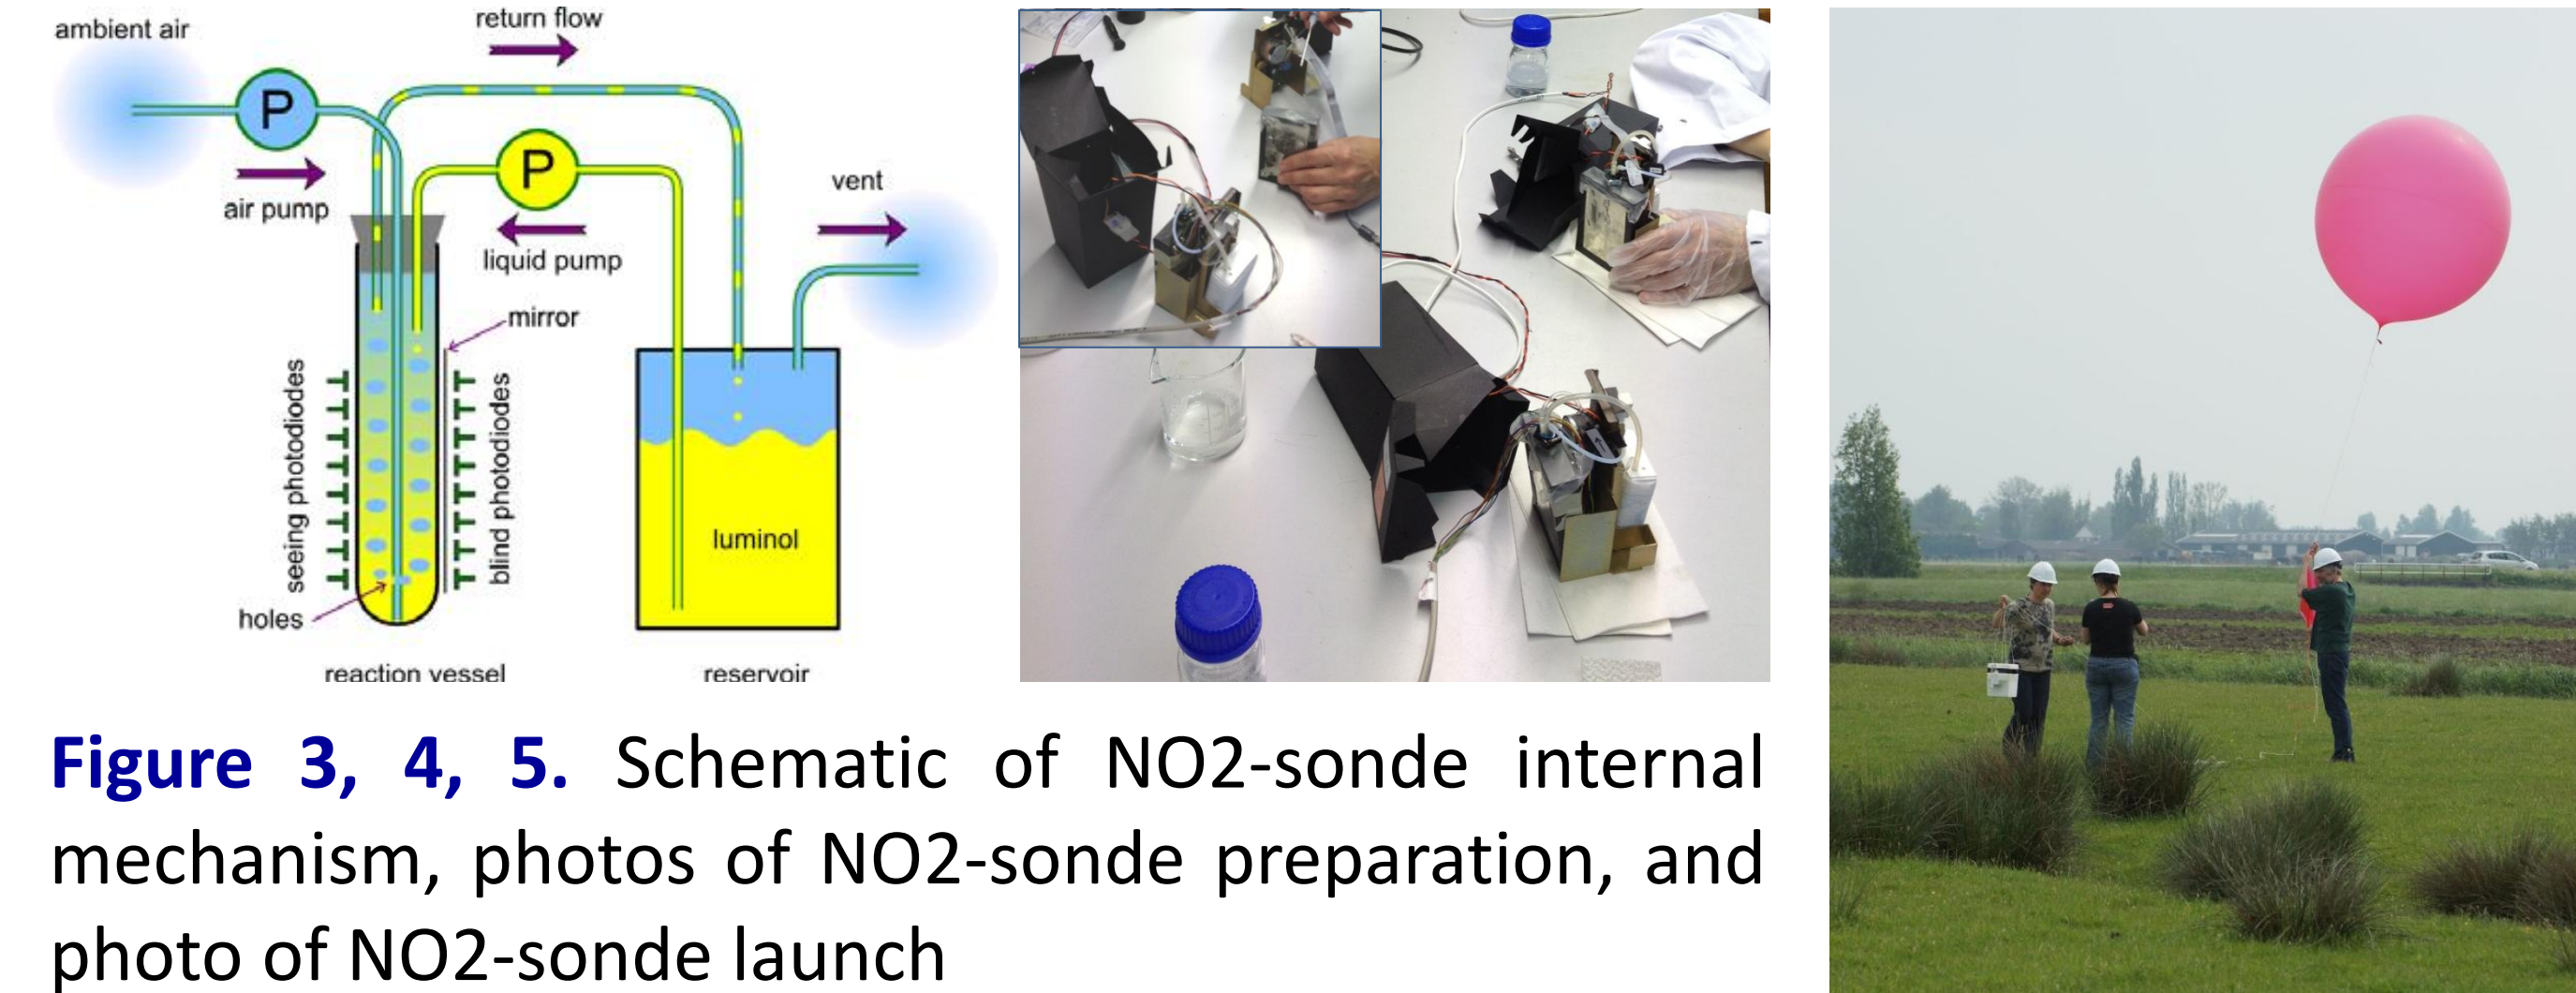 ambient air
return flow
P
air pump
P
liquid pump
vent
mirror
seeing photodiodes
blind photodiodes
holes
luminol
reaction vessel
reservoir
Figure 3, 4, 5. Schematic of NO2-sonde internal
mechanism, photos of NO2-sonde preparation, and
photo of NO2-sonde launch